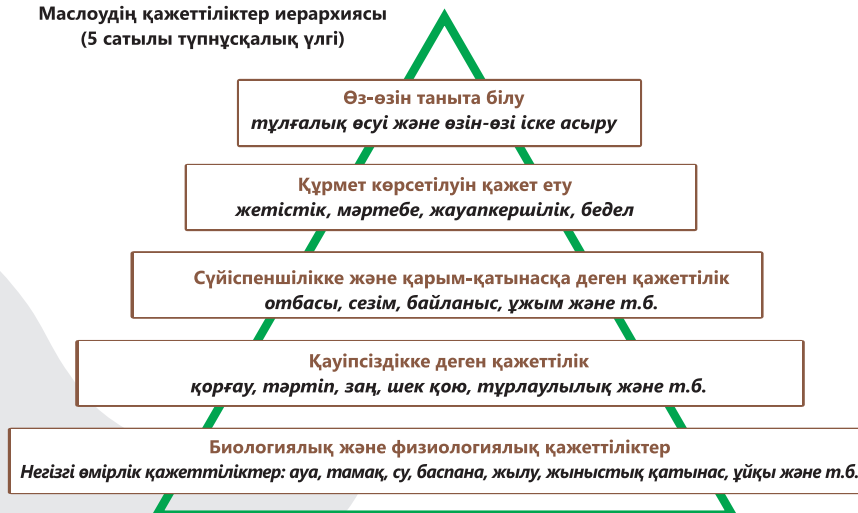 Маслоудің қажеттіліктер иерархиясы
(5 сатылы түпнұсқалық үлгі)
Өз-өзін таныта білу
тұлғалық өсуі және өзін-өзі іске асыру
Құрмет көрсетілуін қажет ету
жетістік, мәртебе, жауапкершілік, бедел
Сүйіспеншілікке және қарым-қатынасқа деген қажеттілік
отбасы, сезім, байланыс, ұжым және т.б.
Қауіпсіздікке деген қажеттілік
қорғау, тәртіп, заң, шек қою, тұрлаулылық және т.б.
Биологиялық және физиологиялық қажеттіліктер
Негізгі өмірлік қажеттіліктер: ауа, тамақ, су, баспана, жылу, жыныстық қатынас, ұйқы және т.б.